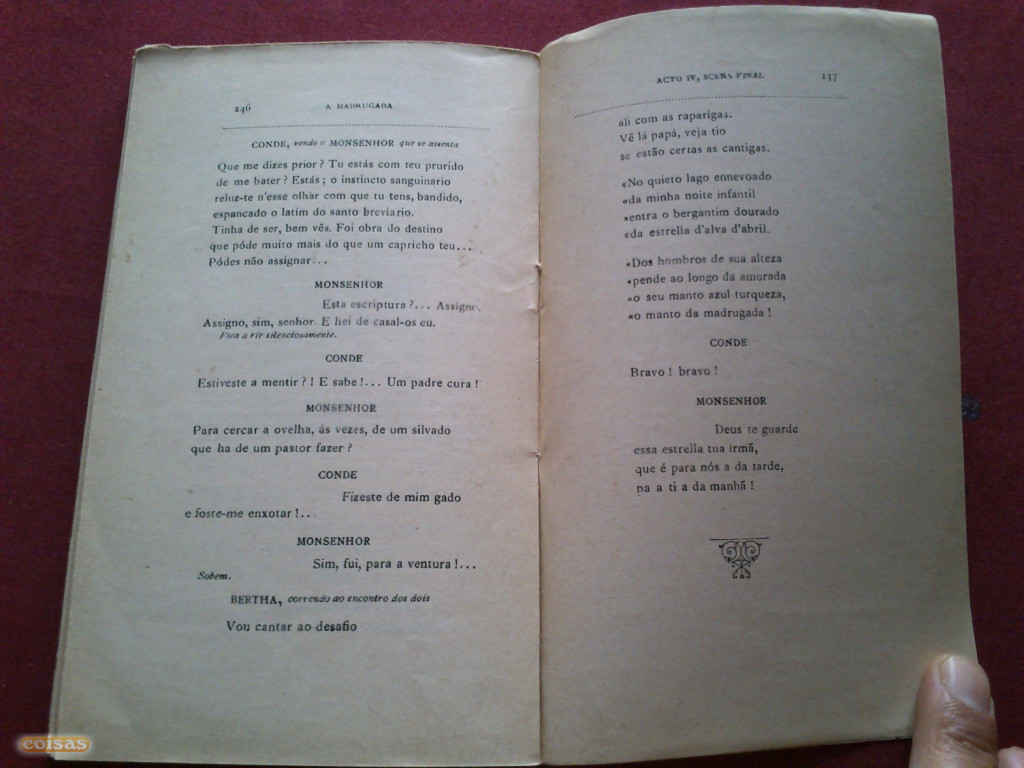 246 A MADRUGADA
CONDE, vendo o MONSENHOR que se assenta
Que me dizes prior? Tu estás com teu prurido
de me bater? Estás; o instincto sanguinario
reluz-te n'esse olhar com que tu tens, bandido,
espancado o latim do santo breviario.
Tinha de ser, bem vês. Foi obra do destino
que póde muito mais do que um capricho teu...
Pódes não assignar...
MONSENHOR
Esta escriptura?... Assigno.
Assigno, sim, senhor. E hei de casal-os eu.
Fica a rir silenciosamente.
CONDE
Estiveste a mentir?! E sabe!... Um padre cura!
MONSENHOR
Para cercar a ovelha, ás vezes, de um silvado
que ha de um pastor fazer?
CONDE
Fizeste de mim gado
e foste-me enxotar!..
MONSENHOR
Sim, fui, para a ventura!...
Sobem.
BERTHA, correndo ao encontro dos dois
Vou cantar ao desafio
ACTO IV, SCENA FINAL 247
ali com as raparigas.
Vê lá papá, veja tio
se estão certas as cantigas.
«No quieto lago ennevoado
«da minha noite infantil
«entra o bergantim dourado
«da estrella d'alva d'abril.
«Dos hombros de sua alteza
«pende ao longo da amurada
«o seu manto azul turqueza,
«o manto da madrugada!
CONDE
Bravo! bravo!
MONSENHOR
Deus te guarde
essa estrella tua irmã,
que é para nós a da tarde,
pa a ti a da manhã!
coisas